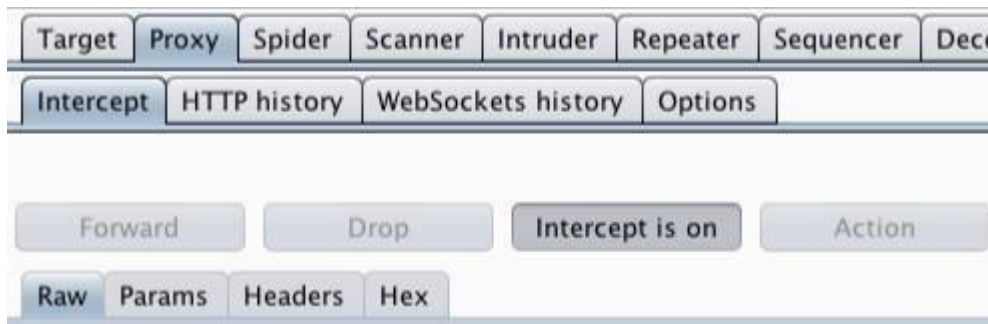 Target Proxy Spider Scanner Intruder Repeater Sequencer
Intercept HTTP history WebSockets history Options
Forward Drop Intercept is on Action
Raw Params Headers Hex